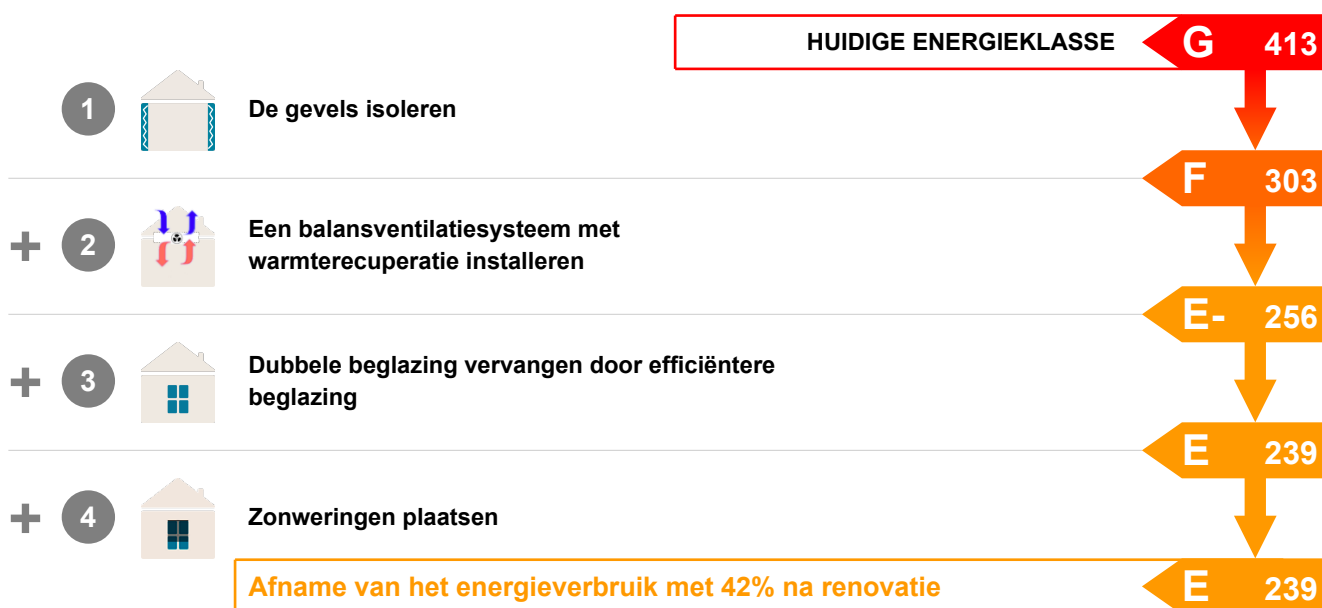 HUIDIGE ENERGIEKLASSE G 413
1 De gevels isoleren
F 303
+ 2 Een balansventilatiesysteem met
warmterecuperatie installeren
E- 256
+ 3 Dubbele beglazing vervangen door efficiëntere
beglazing
E 239
+ 4 Zonweringen plaatsen
Afname van het energieverbruik met 42% na renovatie E 239